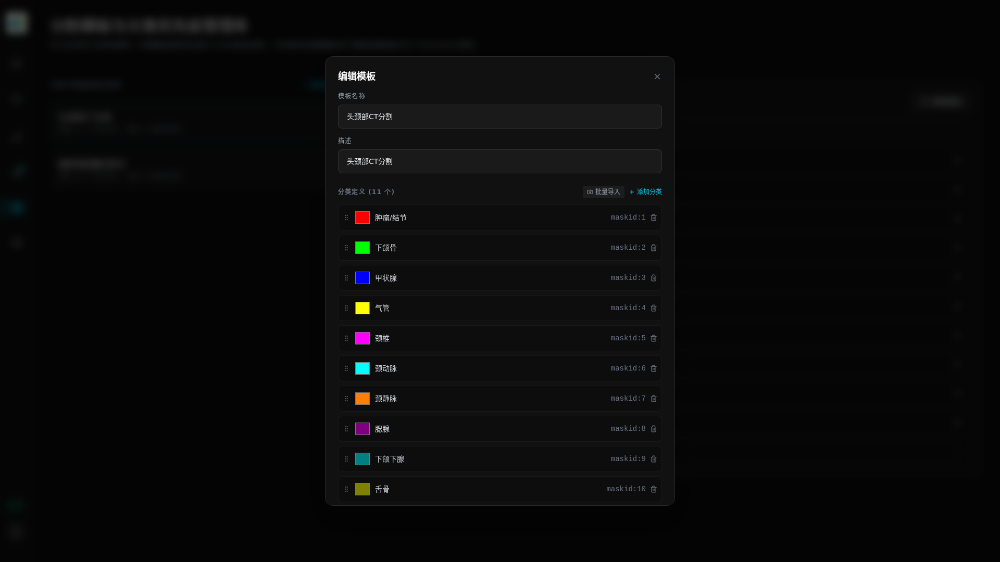 编辑模板
模板名称
头颈部CT分割
描述
头颈部CT分割
分类定义 (11 个)
批量导入
+ 添加分类
肿瘤/结节 maskid:1
下颌骨 maskid:2
甲状腺 maskid:3
气管 maskid:4
颈椎 maskid:5
颈动脉 maskid:6
颈静脉 maskid:7
腮腺 maskid:8
下颌下腺 maskid:9
舌骨 maskid:10